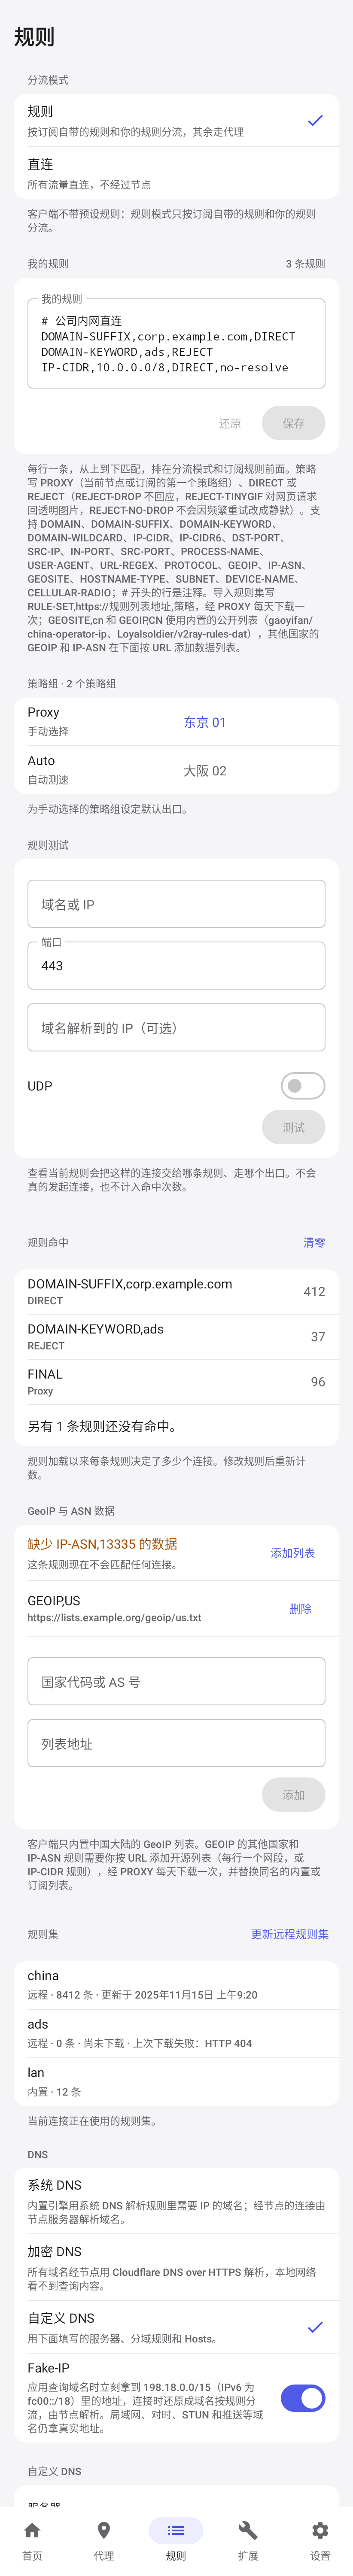 规则
分流模式
规则
按订阅自带的规则和你的规则分流，其余走代理
直连
所有流量直连，不经过节点
客户端不带预设规则：规则模式只按订阅自带的规则和你的规则
分流。
我的规则
3 条规则
我的规则
# 公司内网直连
DOMAIN-SUFFIX,corp.example.com,DIRECT
DOMAIN-KEYWORD,ads,REJECT
IP-CIDR,10.0.0.0/8,DIRECT,no-resolve
还原
保存
每行一条，从上到下匹配，排在分流模式和订阅规则前面。策略
写 PROXY（当前节点或订阅的第一个策略组）、DIRECT 或
REJECT（REJECT-DROP 不回应，REJECT-TINYGIF 对网页请求
回透明图片，REJECT-NO-DROP 不会因频繁重试改成静默）。支
持 DOMAIN、DOMAIN-SUFFIX、DOMAIN-KEYWORD、
DOMAIN-WILDCARD、IP-CIDR、IP-CIDR6、DST-PORT、
SRC-IP、IN-PORT、SRC-PORT、PROCESS-NAME、
USER-AGENT、URL-REGEX、PROTOCOL、GEOIP、IP-ASN、
GEOSITE、HOSTNAME-TYPE、SUBNET、DEVICE-NAME、
CELLULAR-RADIO；# 开头的行是注释。导入规则集写
RULE-SET,https://规则列表地址,策略，经 PROXY 每天下载一
次；GEOSITE,cn 和 GEOIP,CN 使用内置的公开列表（gaoyifan/
china-operator-ip、Loyalsoldier/v2ray-rules-dat），其他国家的
GEOIP 和 IP-ASN 在下面按 URL 添加数据列表。
策略组 · 2 个策略组
Proxy
手动选择
东京 01
Auto
自动测速
大阪 02
为手动选择的策略组设定默认出口。
规则测试
域名或 IP
端口
443
域名解析到的 IP（可选）
UDP
测试
查看当前规则会把这样的连接交给哪条规则、走哪个出口。不会
真的发起连接，也不计入命中次数。
规则命中
清零
DOMAIN-SUFFIX,corp.example.com
DIRECT
412
DOMAIN-KEYWORD,ads
REJECT
37
FINAL
Proxy
96
另有 1 条规则还没有命中。
规则加载以来每条规则决定了多少个连接。修改规则后重新计
数。
GeoIP 与 ASN 数据
缺少 IP-ASN,13335 的数据
这条规则现在不会匹配任何连接。
添加列表
GEOIP,US
https://lists.example.org/geoip/us.txt
删除
国家代码或 AS 号
列表地址
添加
客户端只内置中国大陆的 GeoIP 列表。GEOIP 的其他国家和
IP-ASN 规则需要你按 URL 添加开源列表（每行一个网段，或
IP-CIDR 规则），经 PROXY 每天下载一次，并替换同名的内置或
订阅列表。
规则集
更新远程规则集
china
远程 · 8412 条 · 更新于 2025年11月15日 上午9:20
ads
远程 · 0 条 · 尚未下载 · 上次下载失败：HTTP 404
lan
内置 · 12 条
当前连接正在使用的规则集。
DNS
系统 DNS
内置引擎用系统 DNS 解析规则里需要 IP 的域名；经节点的连接由
节点服务器解析域名。
加密 DNS
所有域名经节点用 Cloudflare DNS over HTTPS 解析，本地网络
看不到查询内容。
自定义 DNS
用下面填写的服务器、分域规则和 Hosts。
Fake-IP
应用查询域名时立刻拿到 198.18.0.0/15（IPv6 为
fc00::/18）里的地址，连接时还原成域名按规则分
流，由节点解析。局域网、对时、STUN 和推送等域
名仍拿真实地址。
自定义 DNS
服务器
首页
代理
规则
扩展
设置